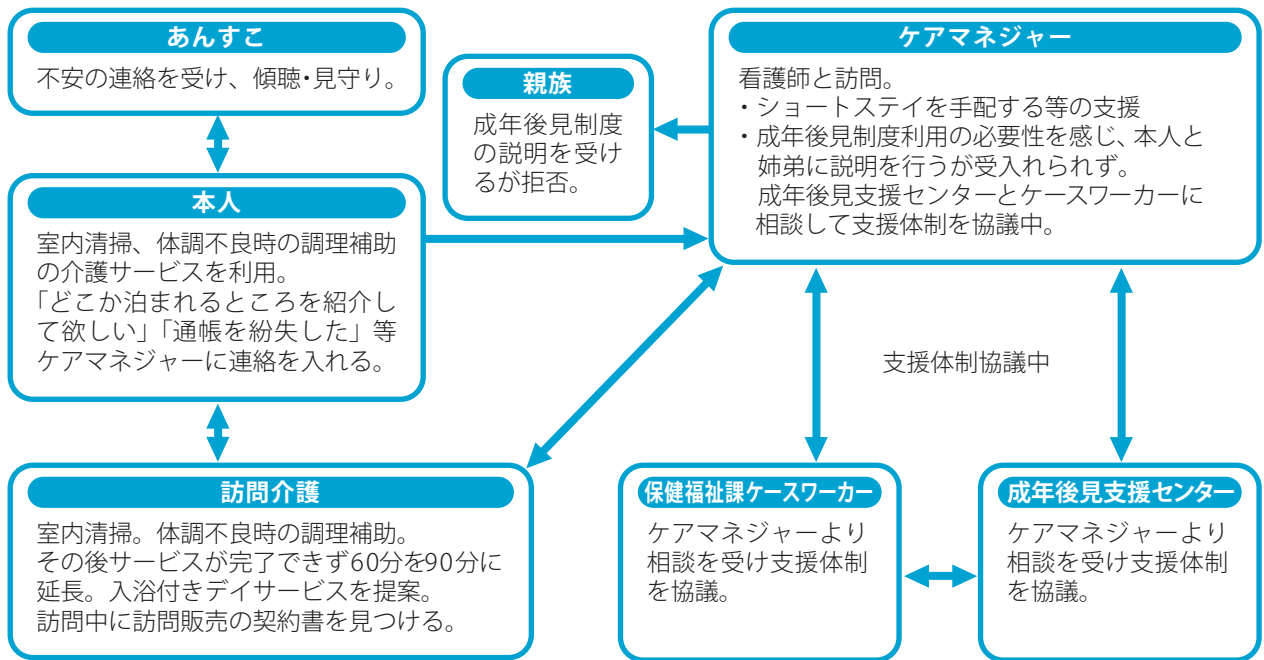 あんすこ
不安の連絡を受け、傾聴・見守り。
親族
成年後見制度
の説明を受け
るが拒否。
ケアマネジャー
看護師と訪問。
・ショートステイを手配する等の支援
・成年後見制度利用の必要性を感じ、本人と
姉弟に説明を行うが受入れられず。
成年後見支援センターとケースワーカーに
相談して支援体制を協議中。
本人
室内清掃、体調不良時の調理補助
の介護サービスを利用。
「どこか泊まれるところを紹介し
て欲しい」「通帳を紛失した」等
ケアマネジャーに連絡を入れる。
支援体制協議中
訪問介護
室内清掃。体調不良時の調理補助。
その後サービスが完了できず60分を90分に
延長。入浴付きデイサービスを提案。
訪問中に訪問販売の契約書を見つける。
保健福祉課ケースワーカー
ケアマネジャーより
相談を受け支援体制
を協議。
成年後見支援センター
ケアマネジャーより
相談を受け支援体制
を協議。